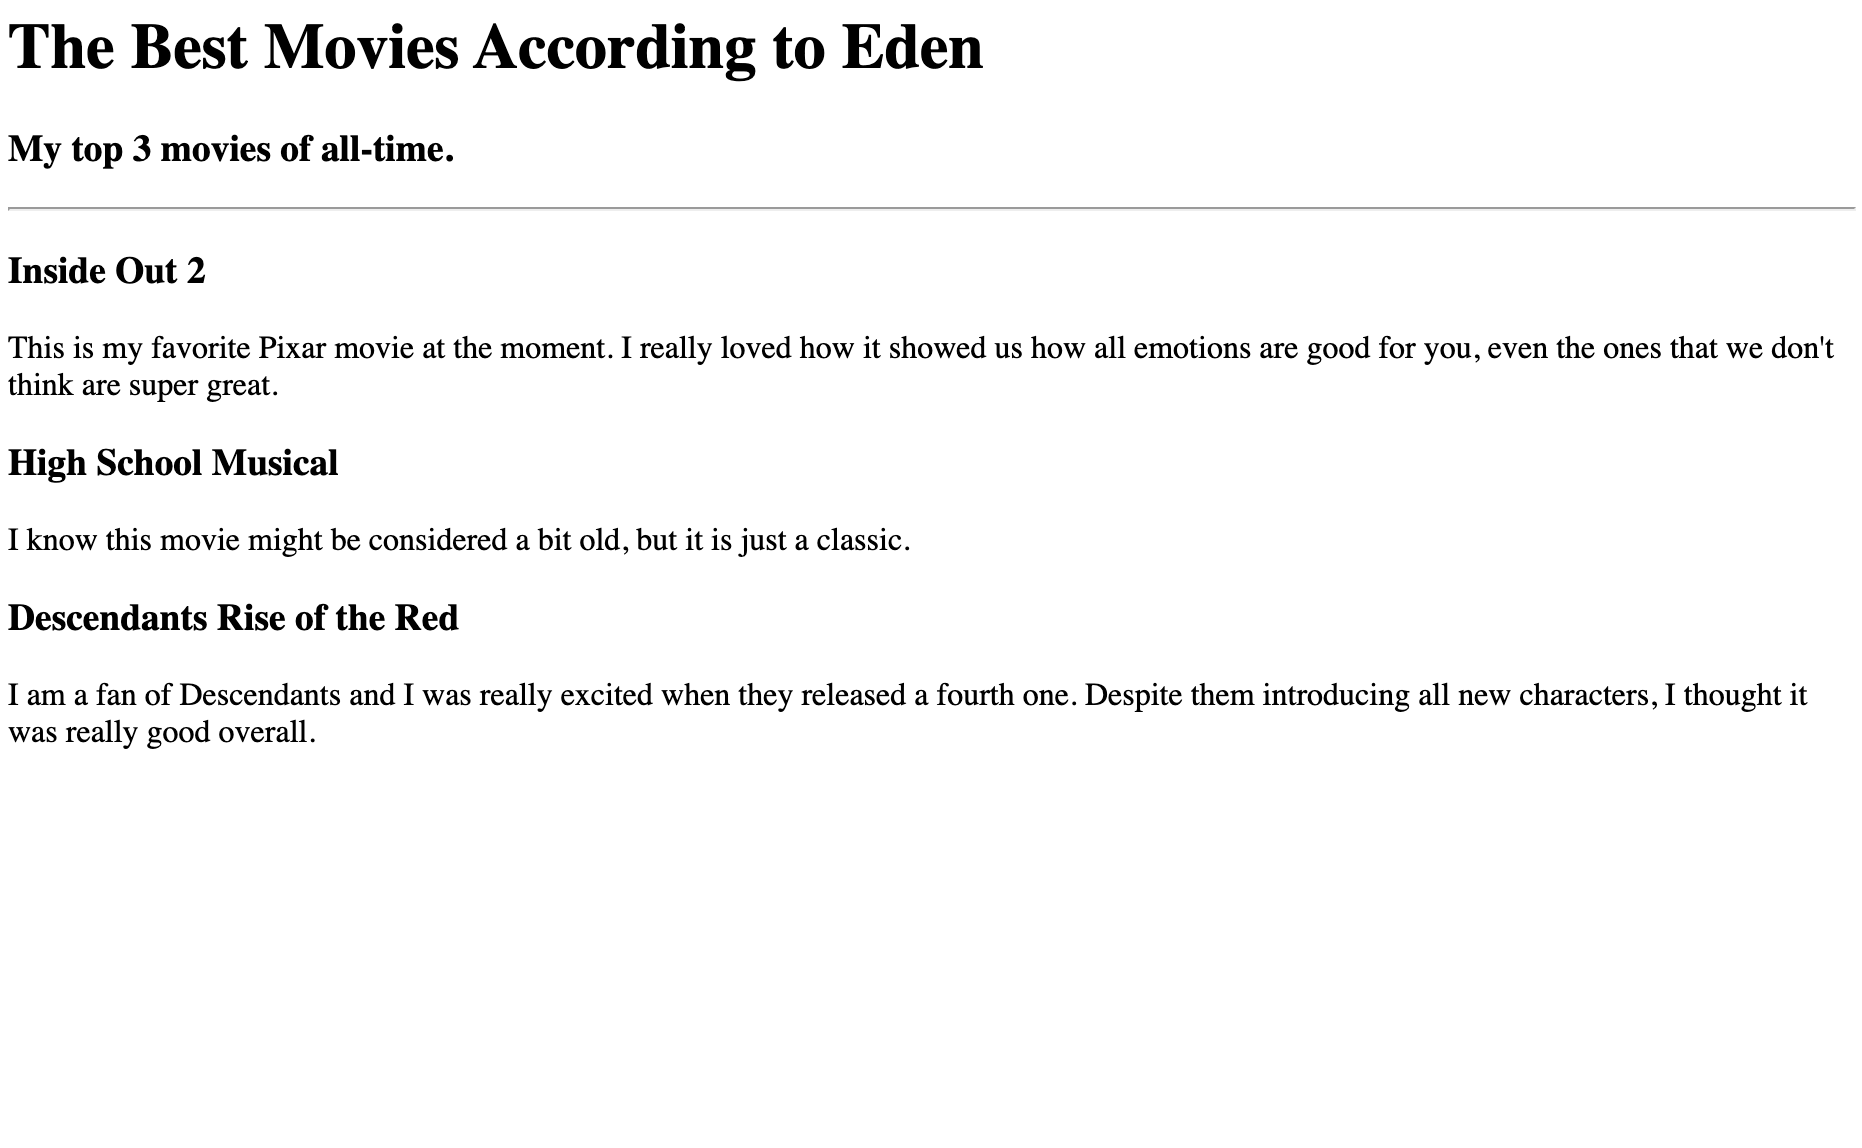 The Best Movies According to Eden
My top 3 movies of all-time.
Inside Out 2
This is my favorite Pixar movie at the moment. I really loved how it showed us how all emotions are good for you, even the ones that we don't
think are super great.
High School Musical
I know this movie might be considered a bit old, but it is just a classic.
Descendants Rise of the Red
I am a fan of Descendants and I was really excited when they released a fourth one. Despite them introducing all new characters, I thought it
was really good overall.